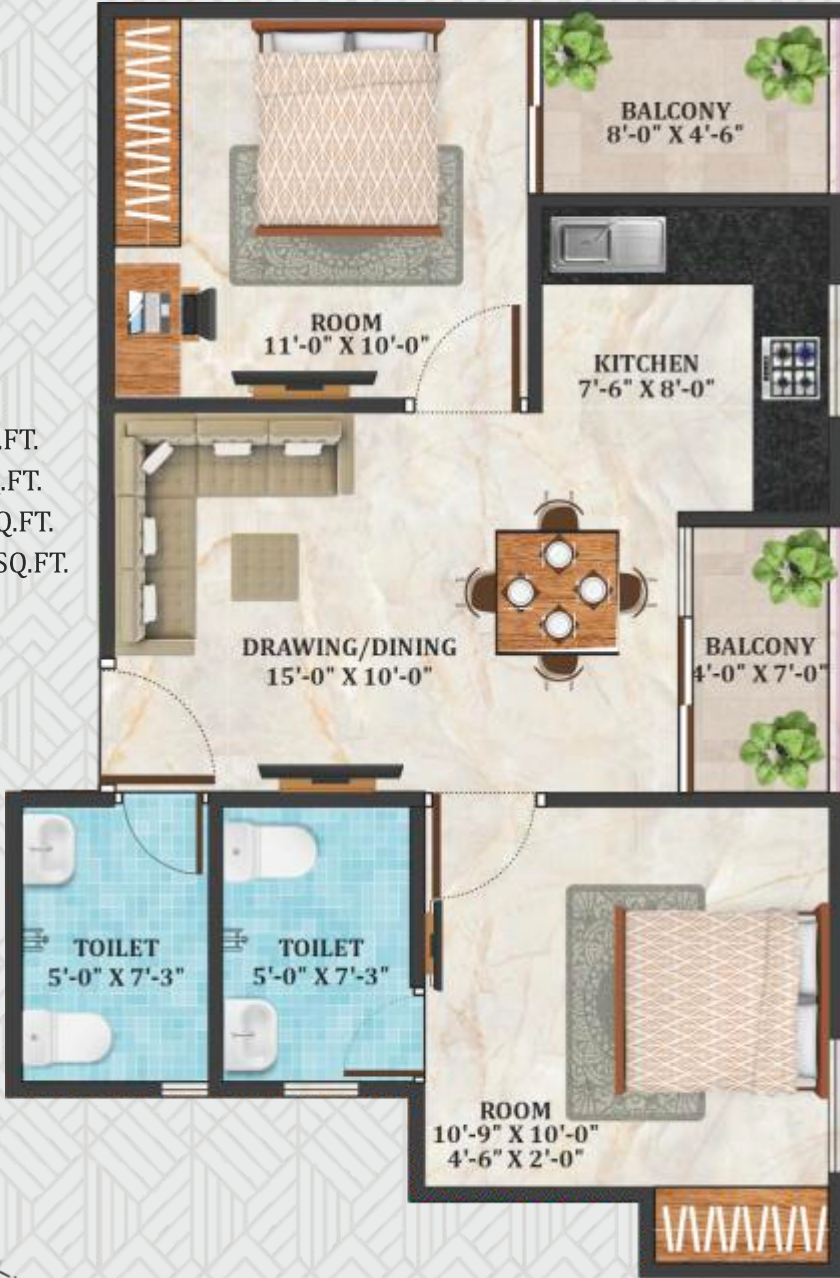 BALCONY
8'-0" X 4'-6"
ROOM
11'-0" X 10'-0"
KITCHEN
7'-6" X 8'-0"
.FT.
.FT.
Q.FT.
SQ.FT.
DRAWING/DINING
15'-0" X 10'-0"
BALCONY
4'-0" X 7'-0"
TOILET
5'-0" X 7'-3"
TOILET
5'-0" X 7'-3"
ROOM
10'-9" X 10'-0"
4'-6" X 2'-0"